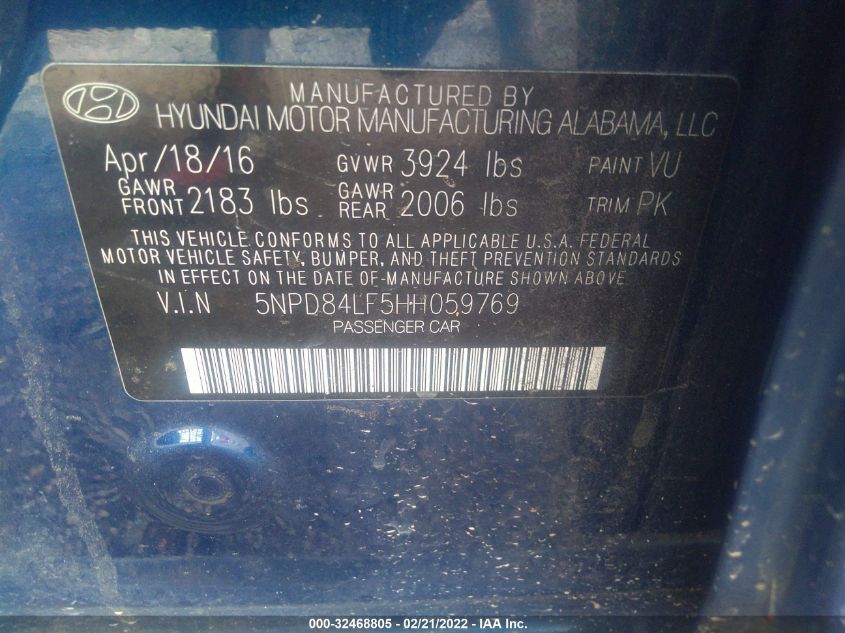 MANUFACTURED BY
HYUNDAI MOTOR MANUFACTURING ALABAMA, LLC
Apr/18/16 GVWR 3924 lbs PAINT VU
GAWR FRONT 2183 lbs GAWR REAR 2006 lbs TRIM PK
THIS VEHICLE CONFORMS TO ALL APPLICABLE U.S.A. FEDERAL
MOTOR VEHICLE SAFETY, BUMPER, AND THEFT PREVENTION STANDARDS
IN EFFECT ON THE DATE OF MANUFACTURE SHOWN ABOVE
V.I.N 5NPD84LF5HH059769
PASSENGER CAR
000-32468805 - 02/21/2022 - IAA Inc.